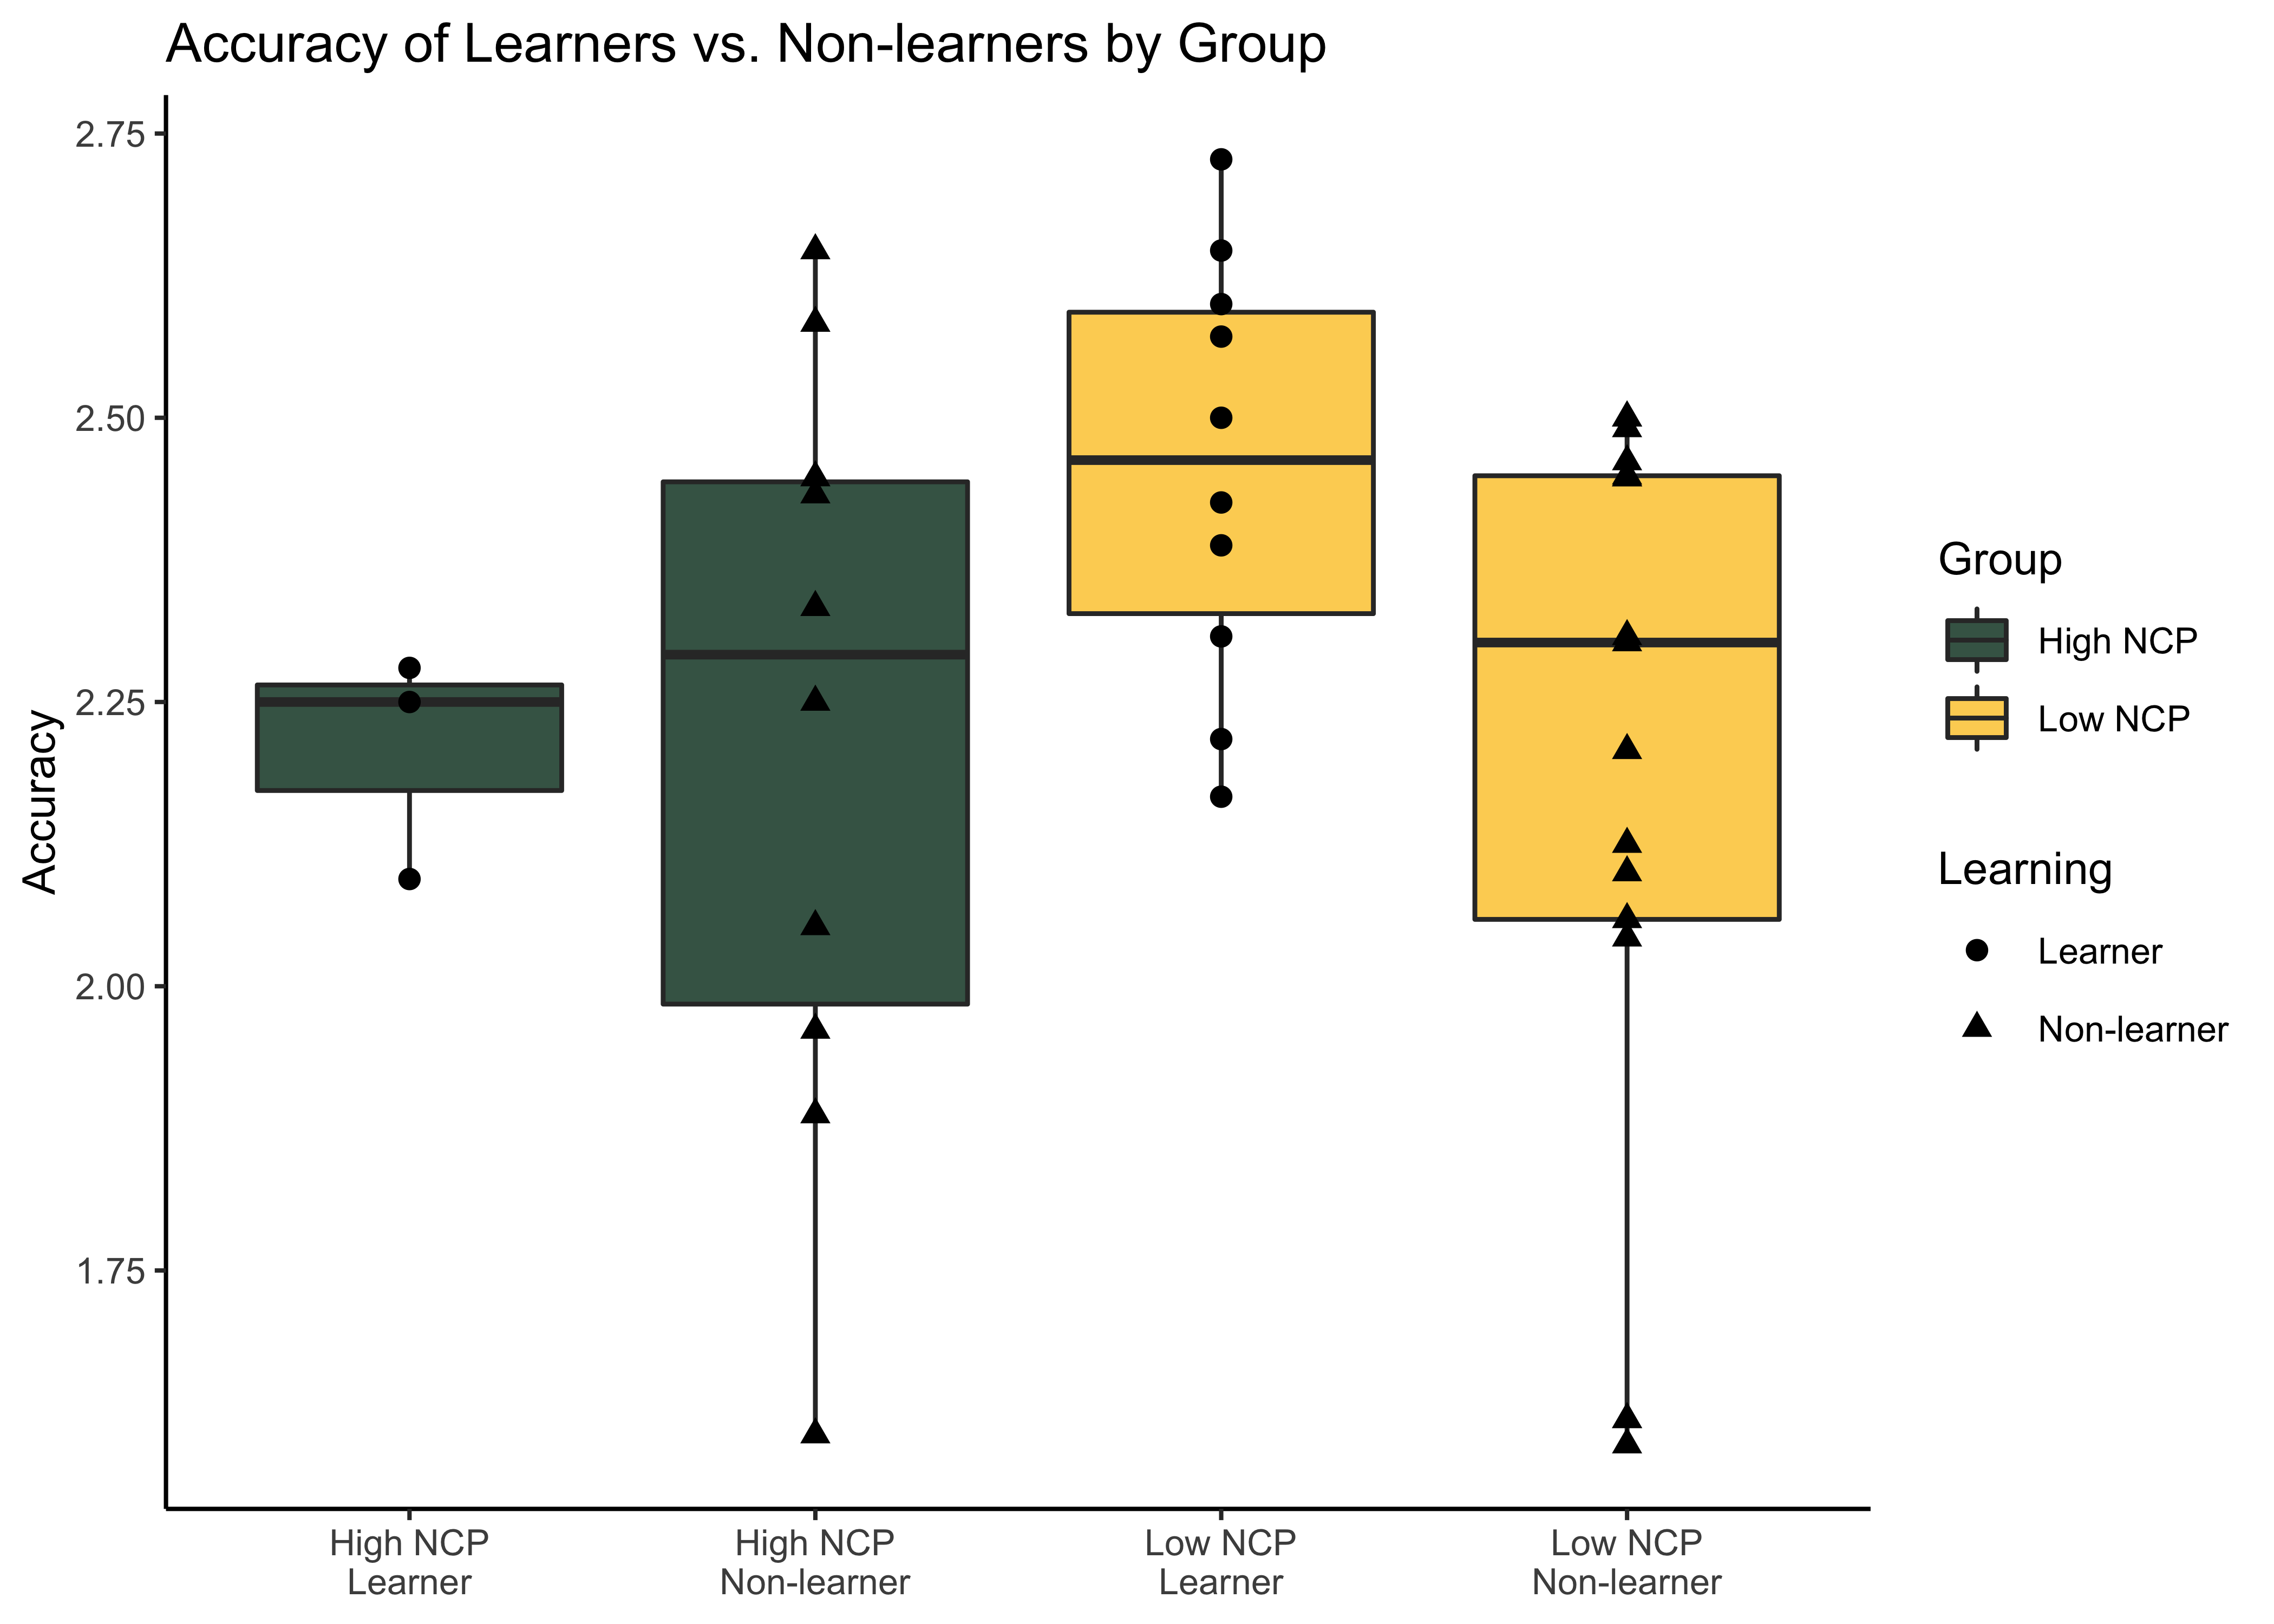 Accuracy of Learners vs. Non-learners by Group
Accuracy
2.75
2.50
2.25
2.00
1.75
High NCP
Learner
High NCP
Non-learner
Low NCP
Learner
Low NCP
Non-learner
Group
High NCP
Low NCP
Learning
Learner
Non-learner